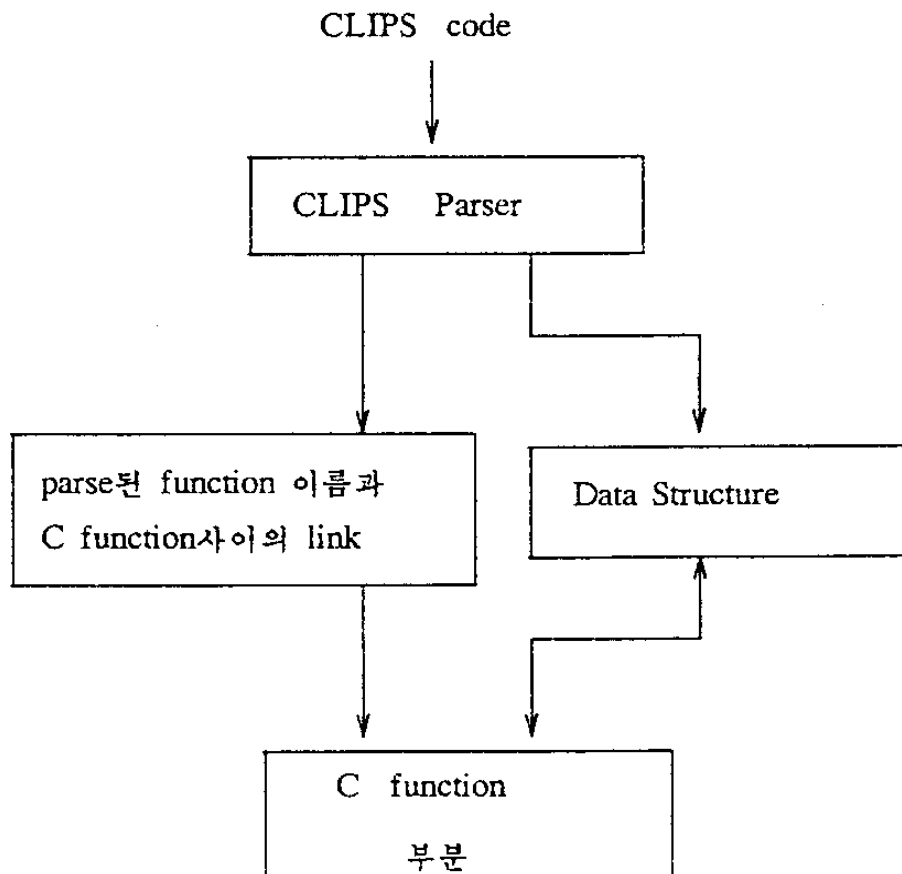 CLIPS code
CLIPS Parser
parse된 function 이름과
C function사이의 link
Data Structure
C function
부분